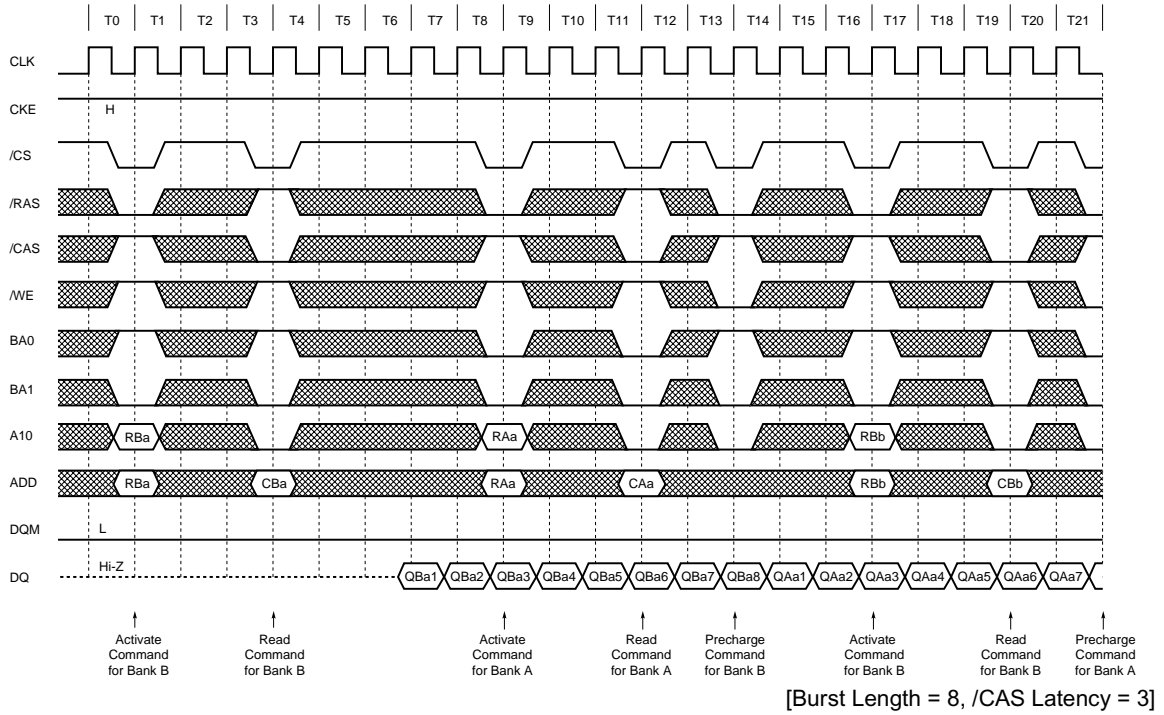 T0 T1 T2 T3 T4 T5 T6 T7 T8 T9 T10 T11 T12 T13 T14 T15 T16 T17 T18 T19 T20 T21
CLK
CKE H
/CS
/RAS
/CAS
/WE
BA0
BA1
A10 RBa RAa RBb
ADD RBa CBa RAa CAa RBb CBb
DQM L
DQ Hi-Z QBa1 QBa2 QBa3 QBa4 QBa5 QBa6 QBa7 QBa8 QAa1 QAa2 QAa3 QAa4 QAa5 QAa6 QAa7
Activate
Command
for Bank B
Read
Command
for Bank B
Activate
Command
for Bank A
Read
Command
for Bank A
Precharge
Command
for Bank B
Activate
Command
for Bank B
Read
Command
for Bank B
Precharge
Command
for Bank A
[Burst Length = 8, /CAS Latency = 3]